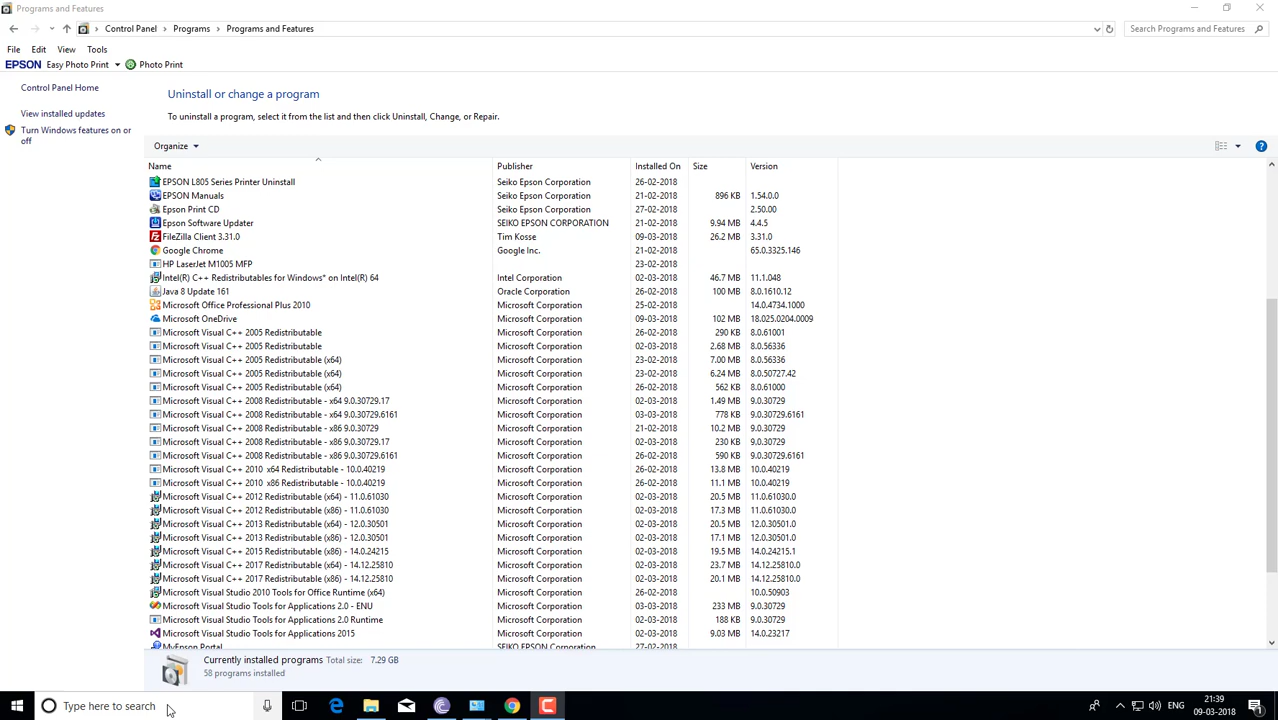 Programs and Features
Control Panel > Programs > Programs and Features
Search Programs and Features
File Edit View Tools
EPSON Easy Photo Print Photo Print
Control Panel Home
View installed updates
Turn Windows features on or
off
Uninstall or change a program
To uninstall a program, select it from the list and then click Uninstall, Change, or Repair.
Organize
Name Publisher Installed On Size Version
EPSON L805 Series Printer Uninstall Seiko Epson Corporation 26-02-2018
EPSON Manuals Seiko Epson Corporation 21-02-2018 896 KB 1.54.0.0
Epson Print CD Seiko Epson Corporation 27-02-2018 2.50.00
Epson Software Updater SEIKO EPSON CORPORATION 21-02-2018 9.94 MB 4.4.5
FileZilla Client 3.31.0 Tim Kosse 09-03-2018 26.2 MB 3.31.0
Google Chrome Google Inc. 21-02-2018 65.0.3325.146
HP LaserJet M1005 MFP 23-02-2018
Intel(R) C++ Redistributables for Windows* on Intel(R) 64 Intel Corporation 02-03-2018 46.7 MB 11.1.048
Java 8 Update 161 Oracle Corporation 26-02-2018 100 MB 8.0.1610.12
Microsoft Office Professional Plus 2010 Microsoft Corporation 25-02-2018 14.0.4734.1000
Microsoft OneDrive Microsoft Corporation 09-03-2018 102 MB 18.025.0204.0009
Microsoft Visual C++ 2005 Redistributable Microsoft Corporation 26-02-2018 290 KB 8.0.61001
Microsoft Visual C++ 2005 Redistributable Microsoft Corporation 02-03-2018 2.68 MB 8.0.56336
Microsoft Visual C++ 2005 Redistributable (x64) Microsoft Corporation 23-02-2018 7.00 MB 8.0.56336
Microsoft Visual C++ 2005 Redistributable (x64) Microsoft Corporation 23-02-2018 6.24 MB 8.0.50727.42
Microsoft Visual C++ 2005 Redistributable (x64) Microsoft Corporation 26-02-2018 562 KB 8.0.61000
Microsoft Visual C++ 2008 Redistributable - x64 9.0.30729.17 Microsoft Corporation 02-03-2018 1.49 MB 9.0.30729
Microsoft Visual C++ 2008 Redistributable - x64 9.0.30729.6161 Microsoft Corporation 03-03-2018 778 KB 9.0.30729.6161
Microsoft Visual C++ 2008 Redistributable - x86 9.0.30729 Microsoft Corporation 21-02-2018 10.2 MB 9.0.30729
Microsoft Visual C++ 2008 Redistributable - x86 9.0.30729.17 Microsoft Corporation 02-03-2018 230 KB 9.0.30729
Microsoft Visual C++ 2008 Redistributable - x86 9.0.30729.6161 Microsoft Corporation 26-02-2018 590 KB 9.0.30729.6161
Microsoft Visual C++ 2010 x64 Redistributable - 10.0.40219 Microsoft Corporation 26-02-2018 13.8 MB 10.0.40219
Microsoft Visual C++ 2010 x86 Redistributable - 10.0.40219 Microsoft Corporation 26-02-2018 11.1 MB 10.0.40219
Microsoft Visual C++ 2012 Redistributable (x64) - 11.0.61030 Microsoft Corporation 02-03-2018 20.5 MB 11.0.61030.0
Microsoft Visual C++ 2012 Redistributable (x86) - 11.0.61030 Microsoft Corporation 02-03-2018 17.3 MB 11.0.61030.0
Microsoft Visual C++ 2013 Redistributable (x64) - 12.0.30501 Microsoft Corporation 02-03-2018 20.5 MB 12.0.30501.0
Microsoft Visual C++ 2013 Redistributable (x86) - 12.0.30501 Microsoft Corporation 02-03-2018 17.1 MB 12.0.30501.0
Microsoft Visual C++ 2015 Redistributable (x86) - 14.0.24215 Microsoft Corporation 02-03-2018 19.5 MB 14.0.24215.1
Microsoft Visual C++ 2017 Redistributable (x64) - 14.12.25810 Microsoft Corporation 02-03-2018 23.7 MB 14.12.25810.0
Microsoft Visual C++ 2017 Redistributable (x86) - 14.12.25810 Microsoft Corporation 02-03-2018 20.1 MB 14.12.25810.0
Microsoft Visual Studio 2010 Tools for Office Runtime (x64) Microsoft Corporation 26-02-2018 10.0.50903
Microsoft Visual Studio Tools for Applications 2.0 - ENU Microsoft Corporation 03-03-2018 233 MB 9.0.30729
Microsoft Visual Studio Tools for Applications 2.0 Runtime Microsoft Corporation 02-03-2018 188 KB 9.0.30729
Microsoft Visual Studio Tools for Applications 2015 Microsoft Corporation 02-03-2018 9.03 MB 14.0.23217
MyEpson Portal SEIKO EPSON CORPORATION 27-02-2018
Currently installed programs Total size: 7.29 GB
58 programs installed
Type here to search
ENG
21:39
09-03-2018
1